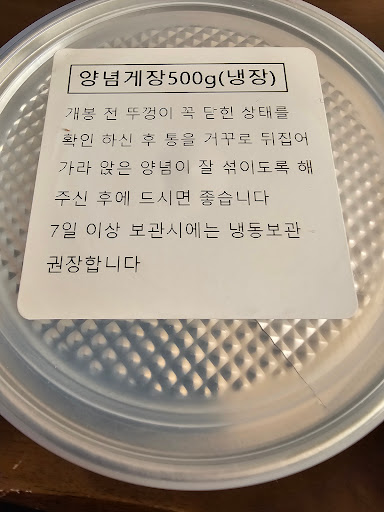 양념게장500g(냉장)
개봉 전 뚜껑이 꼭 닫힌 상태를
확인 하신 후 통을 거꾸로 뒤집어
가라 앉은 양념이 잘 섞이도록 해
주신 후에 드시면 좋습니다
7일 이상 보관시에는 냉동보관
권장합니다